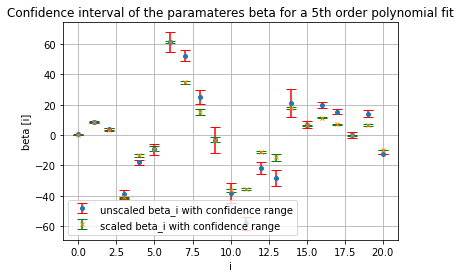 Confidence interval of the paramateres beta for a 5th order polynomial fit
60
40
20
0
−20
−40
−60
beta [i]
unscaled beta_i with confidence range
scaled beta_i with confidence range
0.0 2.5 5.0 7.5 10.0 12.5 15.0 17.5 20.0
i